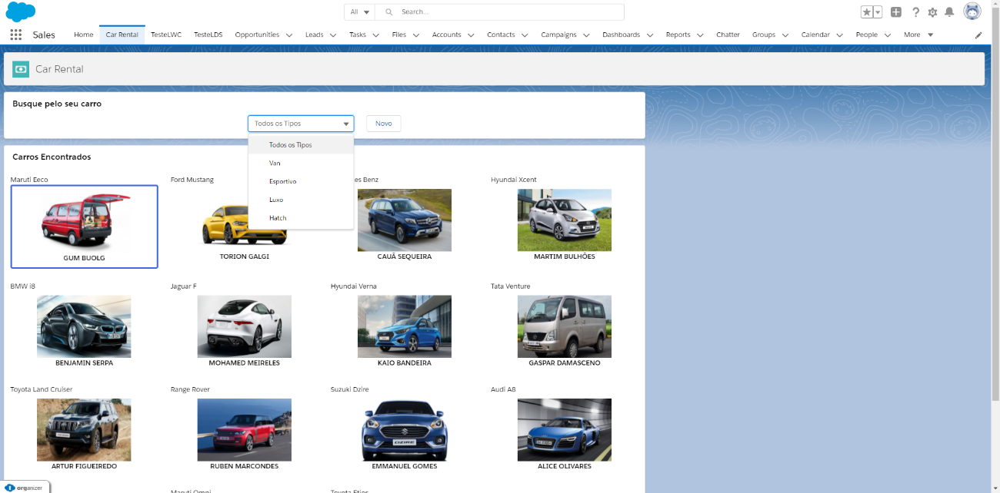 All
Search...
Sales
Home
Car Rental
TesteLWC
TesteLDS
Opportunities
Leads
Tasks
Files
Accounts
Contacts
Campaigns
Dashboards
Reports
Chatter
Groups
Calendar
People
More
Car Rental
Busque pelo seu carro
Todos os Tipos
Novo
Todos os Tipos
Van
Esportivo
Luxo
Hatch
Carros Encontrados
Maruti Eeco
Ford Mustang
es Benz
Hyundai Xcent
GUM BUOLG
TORION GALGI
CAUÃ SEQUEIRA
MARTIM BULHÕES
BMW i8
Jaguar F
Hyundai Verna
Tata Venture
BENJAMIN SERPA
MOHAMED MEIRELES
KAIO BANDEIRA
GASPAR DAMASCENO
Toyota Land Cruiser
Range Rover
Suzuki Dzire
Audi A8
DZIRE
ARTUR FIGUEIREDO
RUBEN MARCONDES
EMMANUEL GOMES
ALICE OLIVARES
organizer
Maruti Omni
Toyota Etios